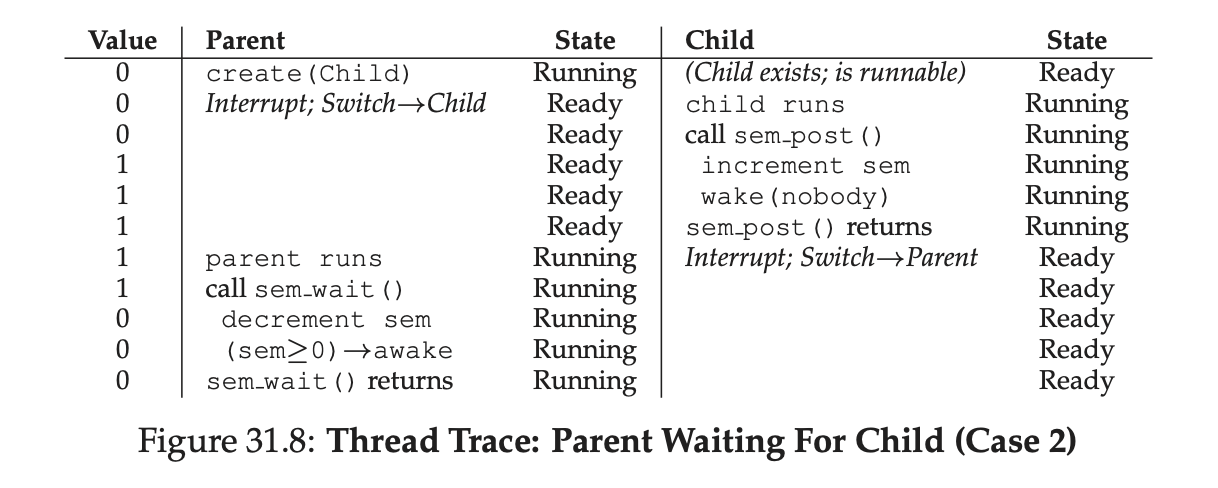 Value Parent State Child State
0 create(Child) Running (Child exists; is runnable) Ready
0 Interrupt; Switch→Child Ready child runs Running
0 Ready call sem_post() Running
1 Ready increment sem Running
1 Ready wake(nobody) Running
1 Ready sem_post() returns Running
1 parent runs Running Interrupt; Switch→Parent Ready
1 call sem_wait() Running Ready
0 decrement sem Running Ready
0 (sem≥0)→awake Running Ready
0 sem_wait() returns Running Ready
Figure 31.8: Thread Trace: Parent Waiting For Child (Case 2)